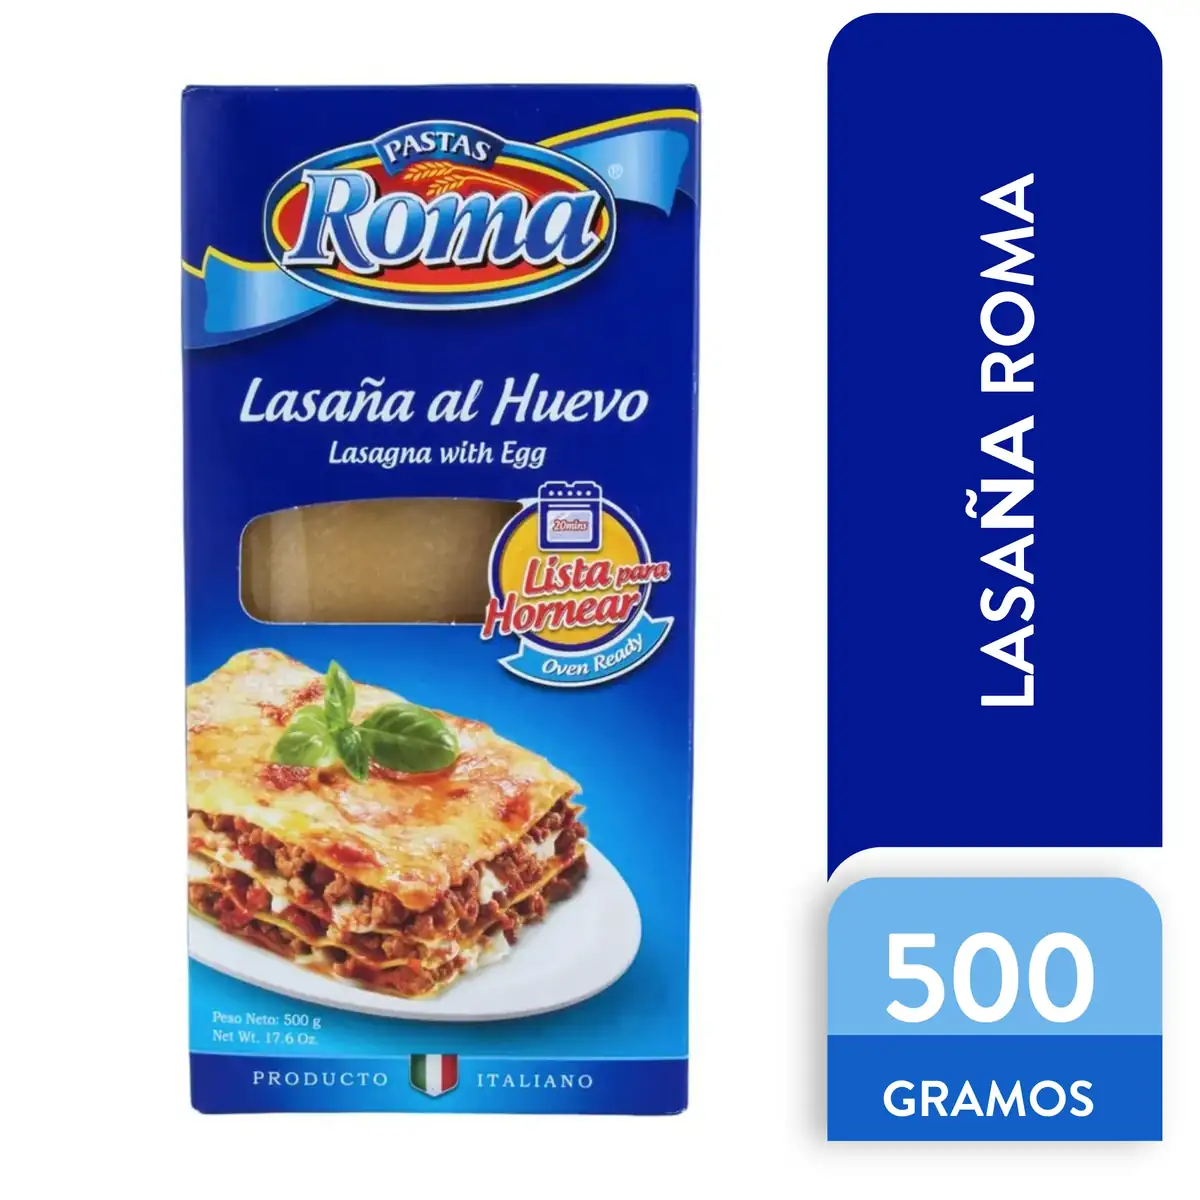 PASTAS
Roma
®
Lasaña al Huevo
Lasagna with Egg
20mins
Lista para
Hornear
Oven Ready
Peso Neto: 500 g
Net Wt. 17.6 Oz.
PRODUCTO ITALIANO
LASAÑA ROMA
500
GRAMOS